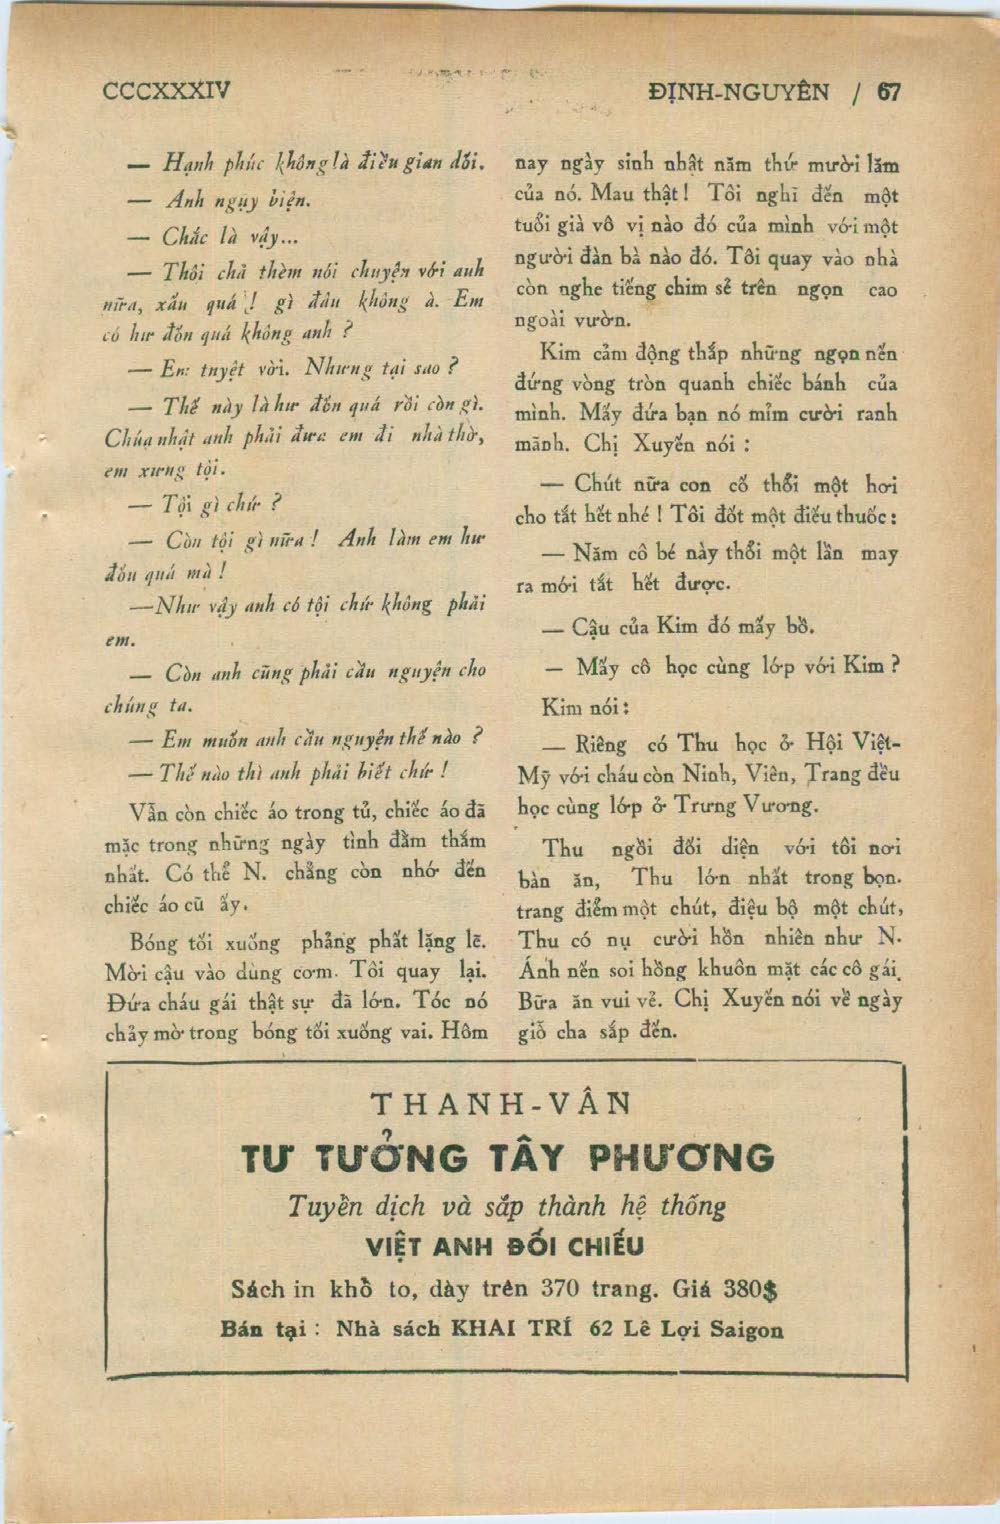 CCCXXXIV
ĐỊNH-NGUYÊN / 67
— Hạnh phúc không là điều gian dối.
— Anh ngụy biện.
— Chắc là vậy...
— Thôi chả thèm nói chuyện với anh
nữa, xấu quá ! gì đâu không à. Em
có hư đốn quá không anh ?
— Em tuyệt vời. Nhưng tại sao ?
— Thế này là hư đốn quá rồi còn gì.
Chúa nhật anh phải đưa em đi nhà thờ,
em xưng tội.
— Tội gì chứ ?
— Còn tội gì nữa ! Anh làm em hư
đốn quá mà !
—Như vậy anh có tội chứ không phải
em.
— Còn anh cũng phải cầu nguyện cho
chúng ta.
— Em muốn anh cầu nguyện thế nào ?
— Thế nào thì anh phải biết chứ !
Vẫn còn chiếc áo trong tủ, chiếc áo đã
mặc trong những ngày tình đằm thắm
nhất. Có thể N. chẳng còn nhớ đến
chiếc áo cũ ấy.
Bóng tối xuống phảng phất lặng lẽ.
Mời cậu vào dùng cơm. Tôi quay lại.
Đứa cháu gái thật sự đã lớn. Tóc nó
chảy mờ trong bóng tối xuống vai. Hôm
nay ngày sinh nhật năm thứ mười lăm
của nó. Mau thật ! Tôi nghĩ đến một
tuổi già vô vị nào đó của mình với một
người đàn bà nào đó. Tôi quay vào nhà
còn nghe tiếng chim sẻ trên ngọn cao
ngoài vườn.
Kim cảm động thắp những ngọn nến
đứng vòng tròn quanh chiếc bánh của
mình. Mấy đứa bạn nó mỉm cười ranh
mãnh. Chị Xuyến nói :
— Chút nữa con cố thổi một hơi
cho tắt hết nhé ! Tôi đốt một điếu thuốc :
— Năm cô bé này thổi một lần may
ra mới tắt hết được.
— Cậu của Kim đó mấy bồ.
— Mấy cô học cùng lớp với Kim ?
Kim nói :
— Riêng có Thu học ở Hội Việt-
Mỹ với cháu còn Ninh, Viên, Trang đều
học cùng lớp ở Trưng Vương.
Thu ngồi đối diện với tôi nơi
bàn ăn, Thu lớn nhất trong bọn.
trang điểm một chút, điệu bộ một chút,
Thu có nụ cười hồn nhiên như N.
Ánh nến soi hồng khuôn mặt các cô gái.
Bữa ăn vui vẻ. Chị Xuyến nói về ngày
giỗ cha sắp đến.
THANH-VÂN
TƯ TƯỞNG TÂY PHƯƠNG
Tuyển dịch và sắp thành hệ thống
VIỆT ANH ĐỐI CHIẾU
Sách in khổ to, dày trên 370 trang. Giá 380$
Bán tại : Nhà sách KHAI TRÍ 62 Lê Lợi Saigon